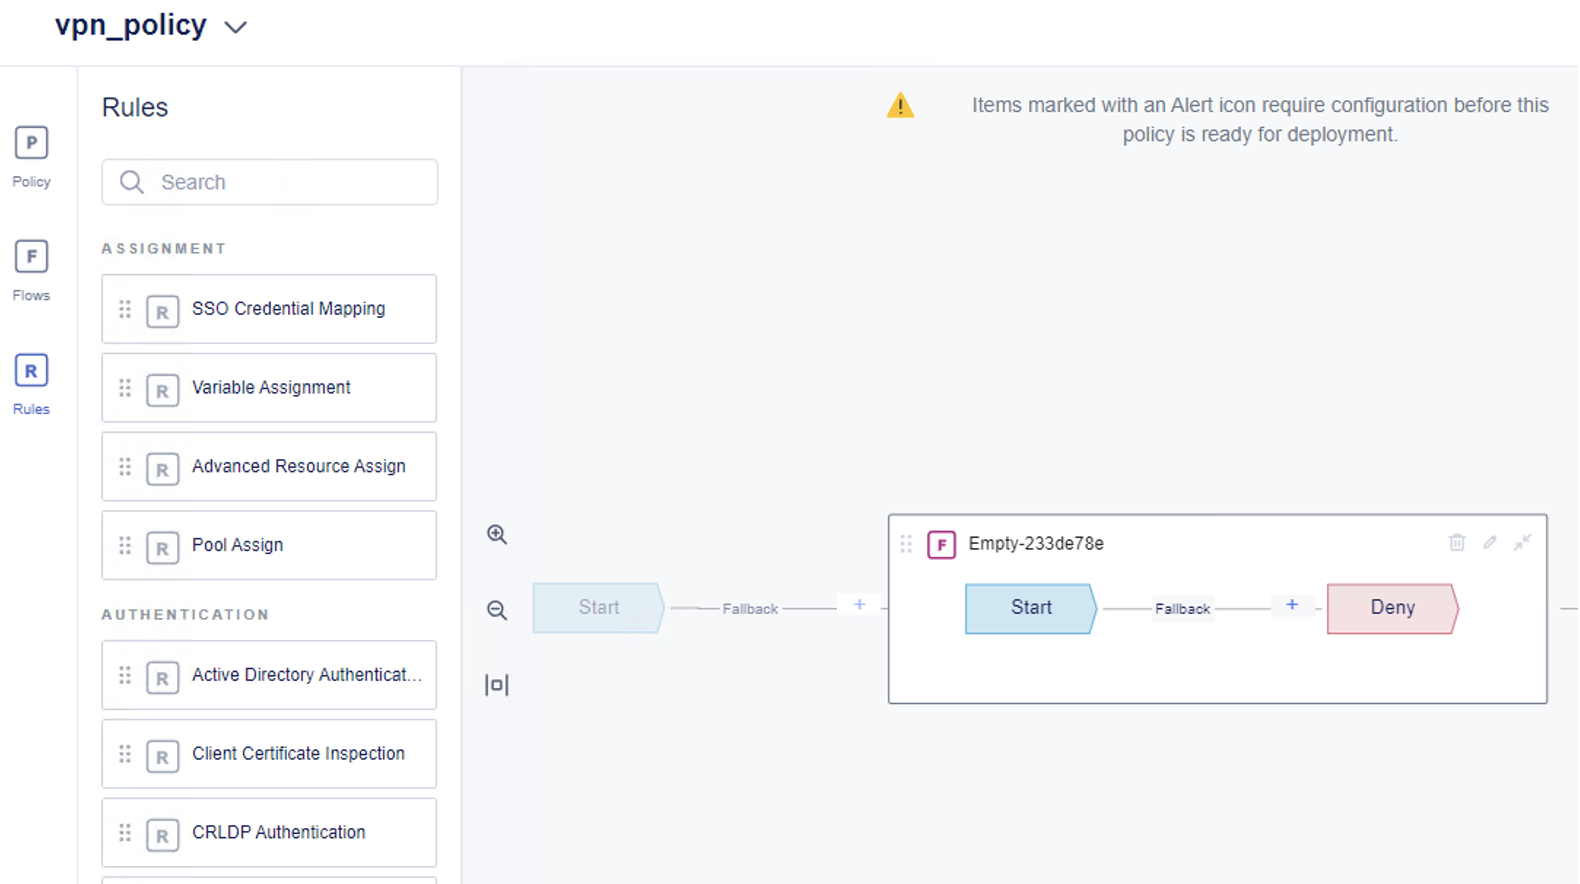 vpn_policy
P
Policy
F
Flows
R
Rules
Rules
Search
ASSIGNMENT
R SSO Credential Mapping
R Variable Assignment
R Advanced Resource Assign
R Pool Assign
AUTHENTICATION
R Active Directory Authenticat...
R Client Certificate Inspection
R CRLDP Authentication
Items marked with an Alert icon require configuration before this
policy is ready for deployment.
Start
Fallback
+
F Empty-233de78e
Start
Fallback
+
Deny